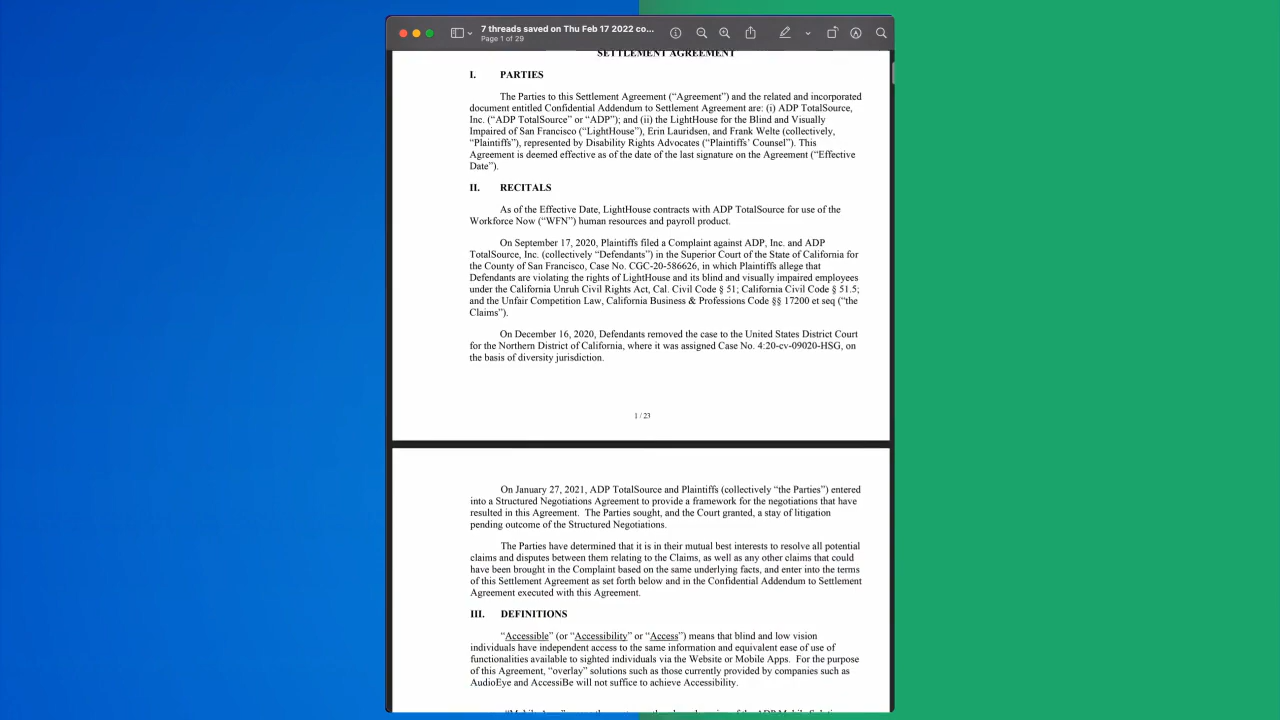 7 threads saved on Thu Feb 17 2022 co...
Page 1 of 29
SETTLEMENT AGREEMENT
I. PARTIES
The Parties to this Settlement Agreement (“Agreement”) and the related and incorporated
document entitled Confidential Addendum to Settlement Agreement are: (i) ADP TotalSource,
Inc. (“ADP TotalSource” or “ADP”); and (ii) the LightHouse for the Blind and Visually
Impaired of San Francisco (“LightHouse”), Erin Lauridsen, and Frank Welte (collectively,
“Plaintiffs”), represented by Disability Rights Advocates (“Plaintiffs’ Counsel”). This
Agreement is deemed effective as of the date of the last signature on the Agreement (“Effective
Date”).
II. RECITALS
As of the Effective Date, LightHouse contracts with ADP TotalSource for use of the
Workforce Now (“WFN”) human resources and payroll product.
On September 17, 2020, Plaintiffs filed a Complaint against ADP, Inc. and ADP
TotalSource, Inc. (collectively “Defendants”) in the Superior Court of the State of California for
the County of San Francisco, Case No. CGC-20-586626, in which Plaintiffs allege that
Defendants are violating the rights of LightHouse and its blind and visually impaired employees
under the California Unruh Civil Rights Act, Cal. Civil Code § 51; California Civil Code § 51.5;
and the Unfair Competition Law, California Business & Professions Code §§ 17200 et seq (“the
Claims”).
On December 16, 2020, Defendants removed the case to the United States District Court
for the Northern District of California, where it was assigned Case No. 4:20-cv-09020-HSG, on
the basis of diversity jurisdiction.
1 / 23
On January 27, 2021, ADP TotalSource and Plaintiffs (collectively “the Parties”) entered
into a Structured Negotiations Agreement to provide a framework for the negotiations that have
resulted in this Agreement. The Parties sought, and the Court granted, a stay of litigation
pending outcome of the Structured Negotiations.
The Parties have determined that it is in their mutual best interests to resolve all potential
claims and disputes between them relating to the Claims, as well as any other claims that could
have been brought in the Complaint based on the same underlying facts, and enter into the terms
of this Settlement Agreement as set forth below and in the Confidential Addendum to Settlement
Agreement executed with this Agreement.
III. DEFINITIONS
“Accessible” (or “Accessibility” or “Access”) means that blind and low vision
individuals have independent access to the same information and equivalent ease of use of
functionalities available to sighted individuals via the Website or Mobile Apps. For the purpose
of this Agreement, “overlay” solutions such as those currently provided by companies such as
AudioEye and AccessiBe will not suffice to achieve Accessibility.